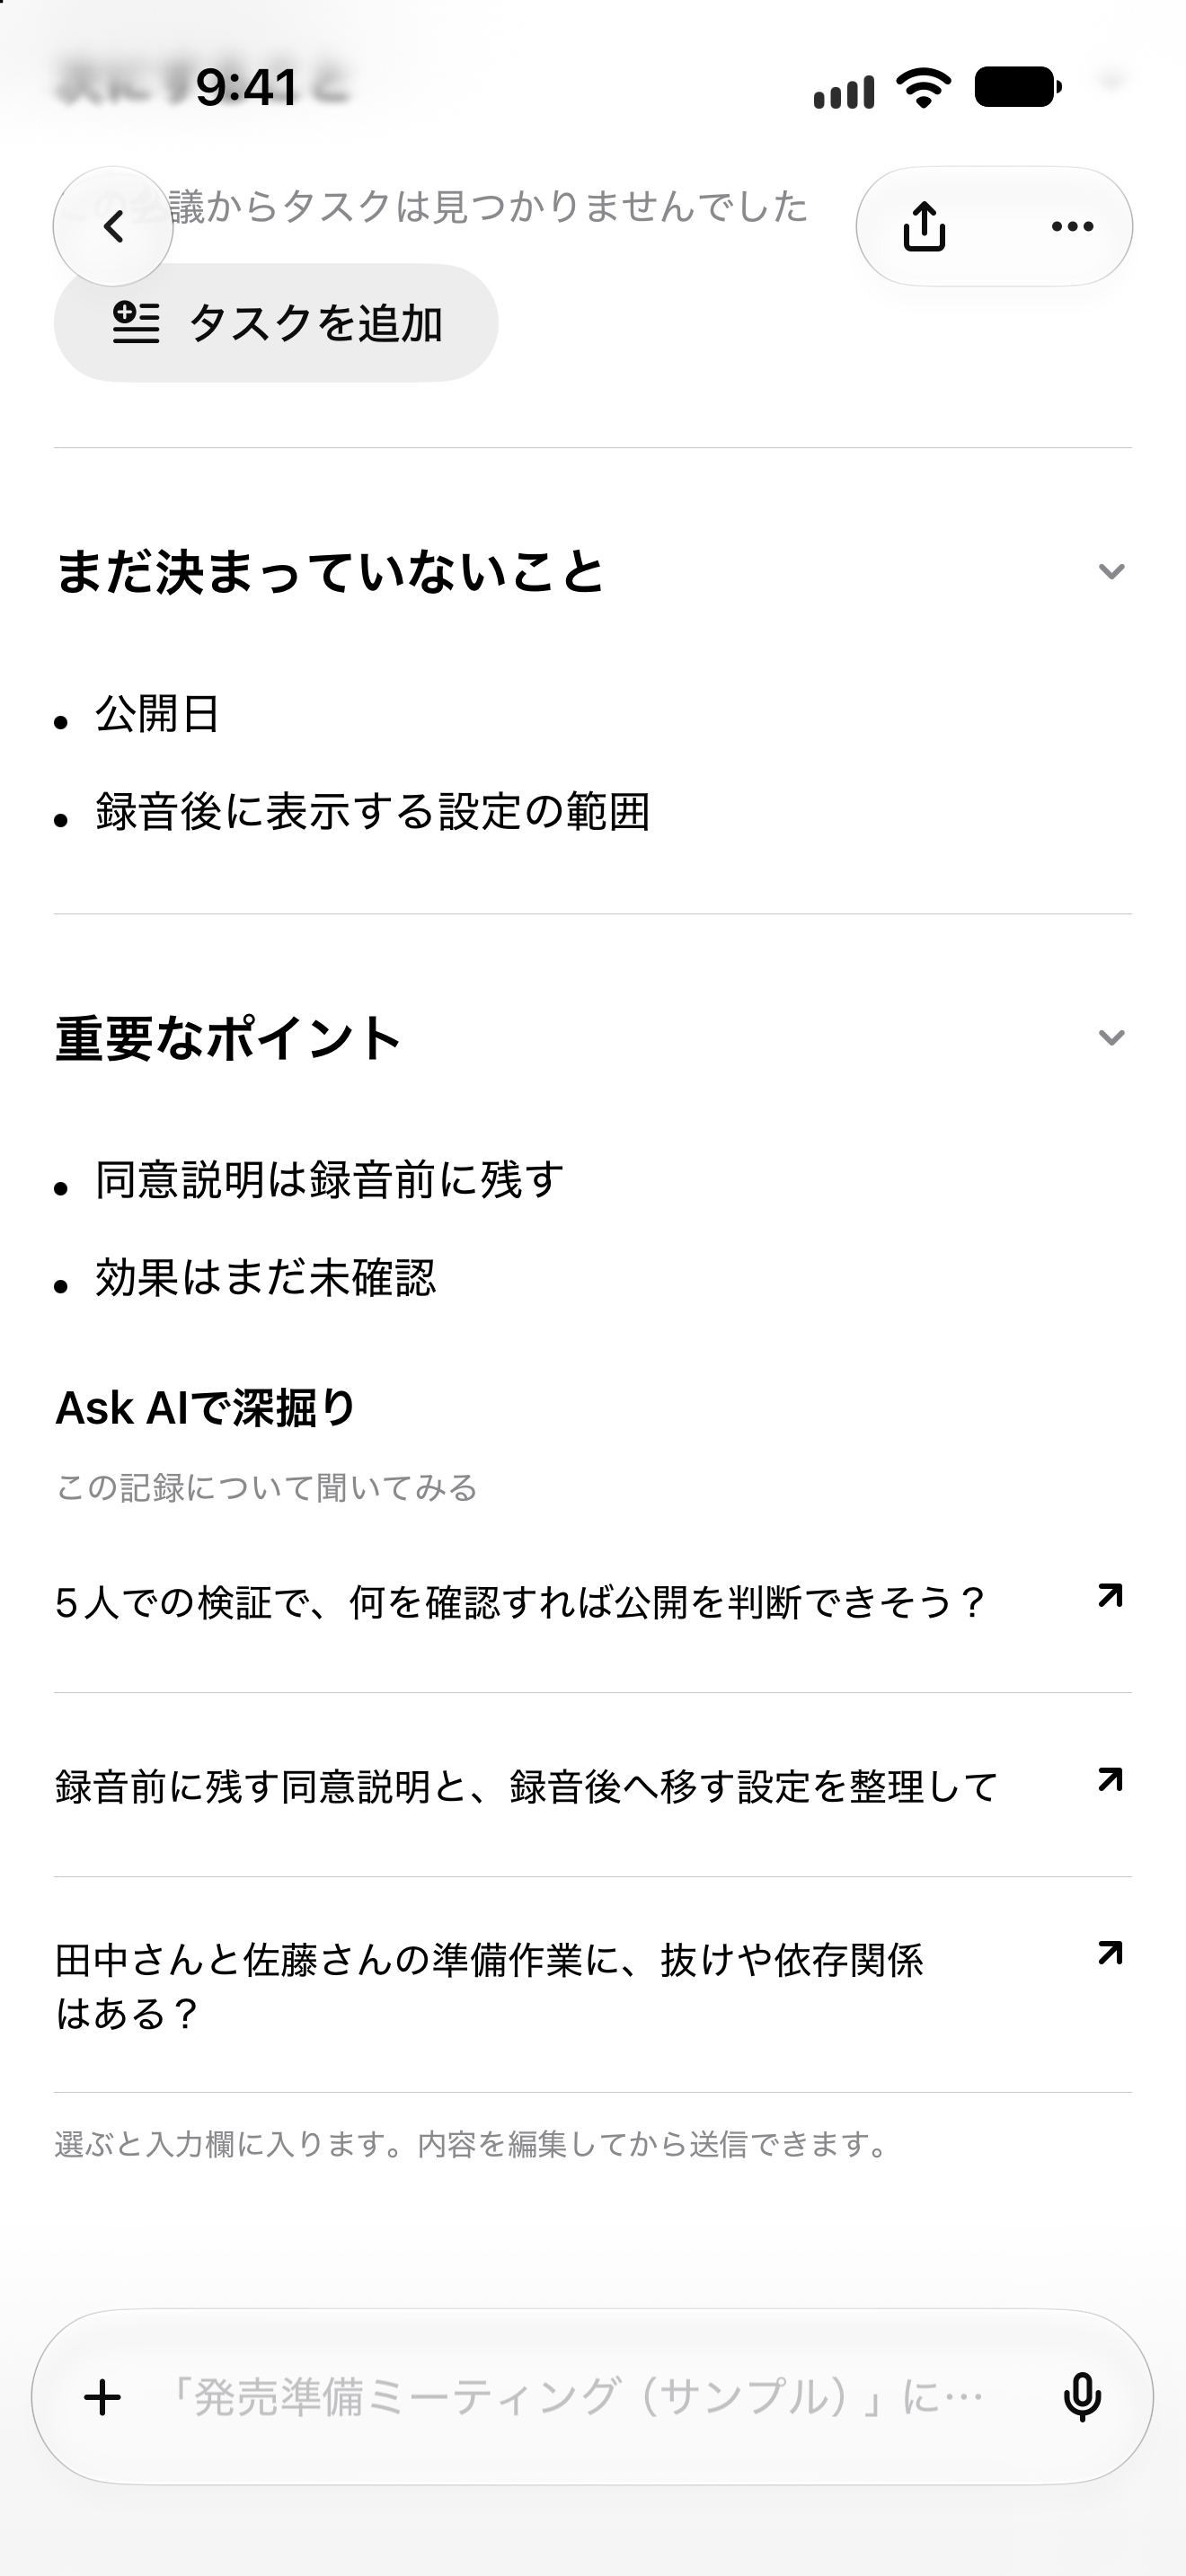 9:41
議からタスクは見つかりませんでした
タスクを追加
まだ決まっていないこと
• 公開日
• 録音後に表示する設定の範囲
重要なポイント
• 同意説明は録音前に残す
• 効果はまだ未確認
Ask AIで深掘り
この記録について聞いてみる
5人での検証で、何を確認すれば公開を判断できそう？
録音前に残す同意説明と、録音後へ移す設定を整理して
田中さんと佐藤さんの準備作業に、抜けや依存関係
はある？
選ぶと入力欄に入ります。内容を編集してから送信できます。
「発売準備ミーティング（サンプル）」に…